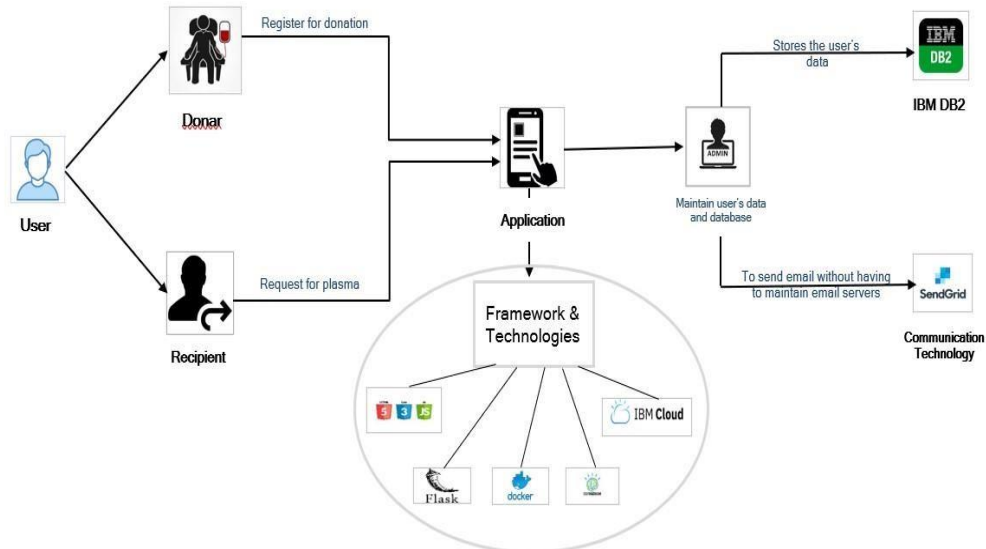 Register for donation
Donar
User
Request for plasma
Recipient
Application
ADMIN
Maintain user's data
and database
Stores the user's
data
IBM
DB2
IBM DB2
To send email without having
to maintain email servers
SendGrid
Communication
Technology
Framework &
Technologies
5
3
JS
IBM Cloud
Flask
docker